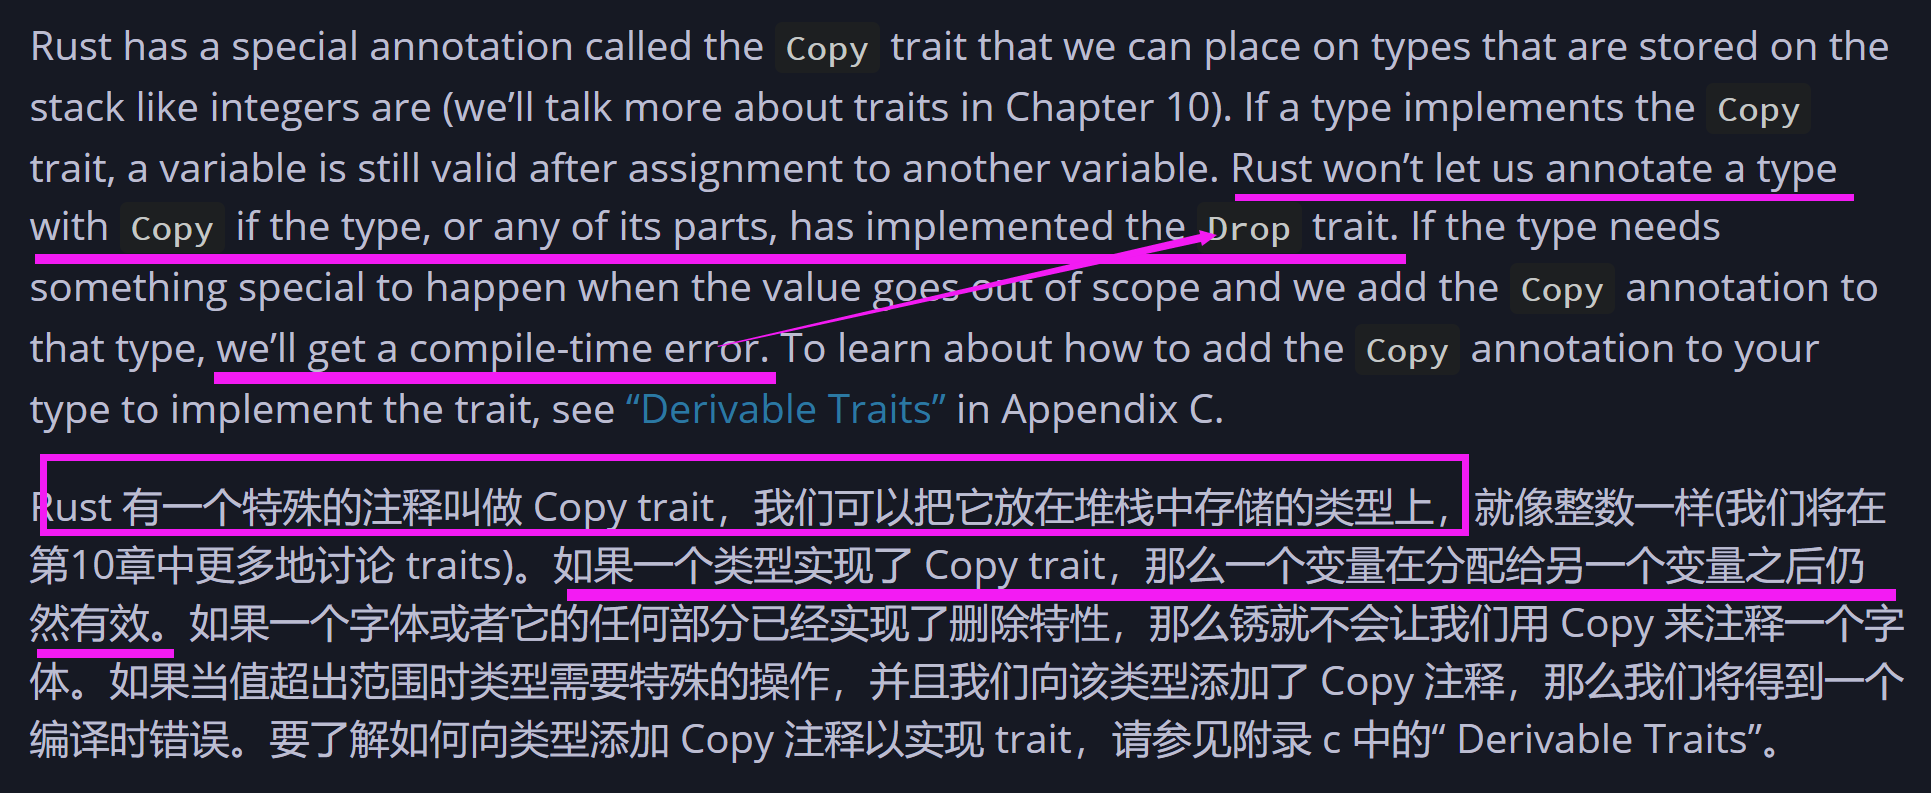 Rust has a special annotation called the Copy trait that we can place on types that are stored on the
stack like integers are (we’ll talk more about traits in Chapter 10). If a type implements the Copy
trait, a variable is still valid after assignment to another variable. Rust won’t let us annotate a type
with Copy if the type, or any of its parts, has implemented the Drop trait. If the type needs
something special to happen when the value goes out of scope and we add the Copy annotation to
that type, we’ll get a compile-time error. To learn about how to add the Copy annotation to your
type to implement the trait, see “Derivable Traits” in Appendix C.
Rust 有一个特殊的注释叫做 Copy trait，我们可以把它放在堆栈中存储的类型上，就像整数一样(我们将在
第10章中更多地讨论 traits)。如果一个类型实现了 Copy trait，那么一个变量在分配给另一个变量之后仍
然有效。如果一个字体或者它的任何部分已经实现了删除特性，那么锈就不会让我们用 Copy 来注释一个字
体。如果当值超出范围时类型需要特殊的操作，并且我们向该类型添加了 Copy 注释，那么我们将得到一个
编译时错误。要了解如何向类型添加 Copy 注释以实现 trait，请参见附录 c 中的“ Derivable Traits”。